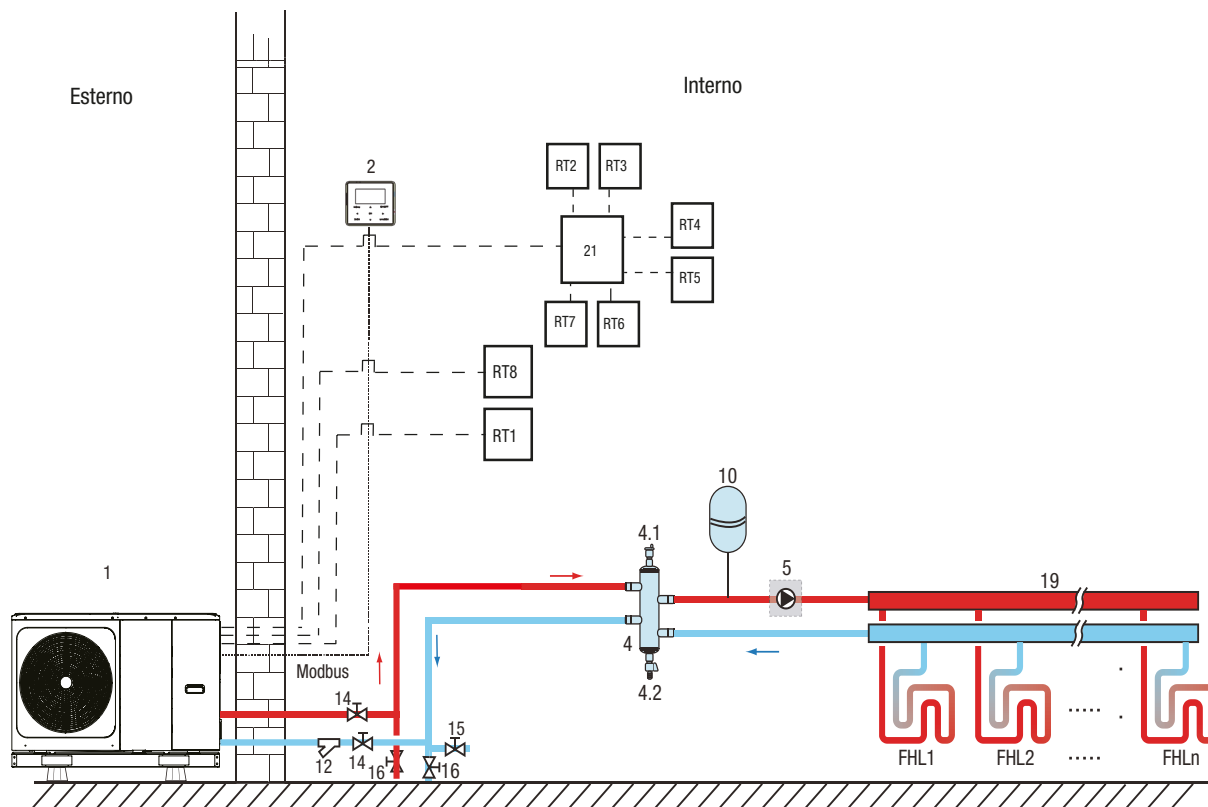 Esterno
Interno
2
RT2
RT3
21
RT4
RT5
RT7
RT6
RT8
RT1
10
4.1
5
19
1
4
4.2
Modbus
14
15
12
14
16
16
FHL1
FHL2
FHLn